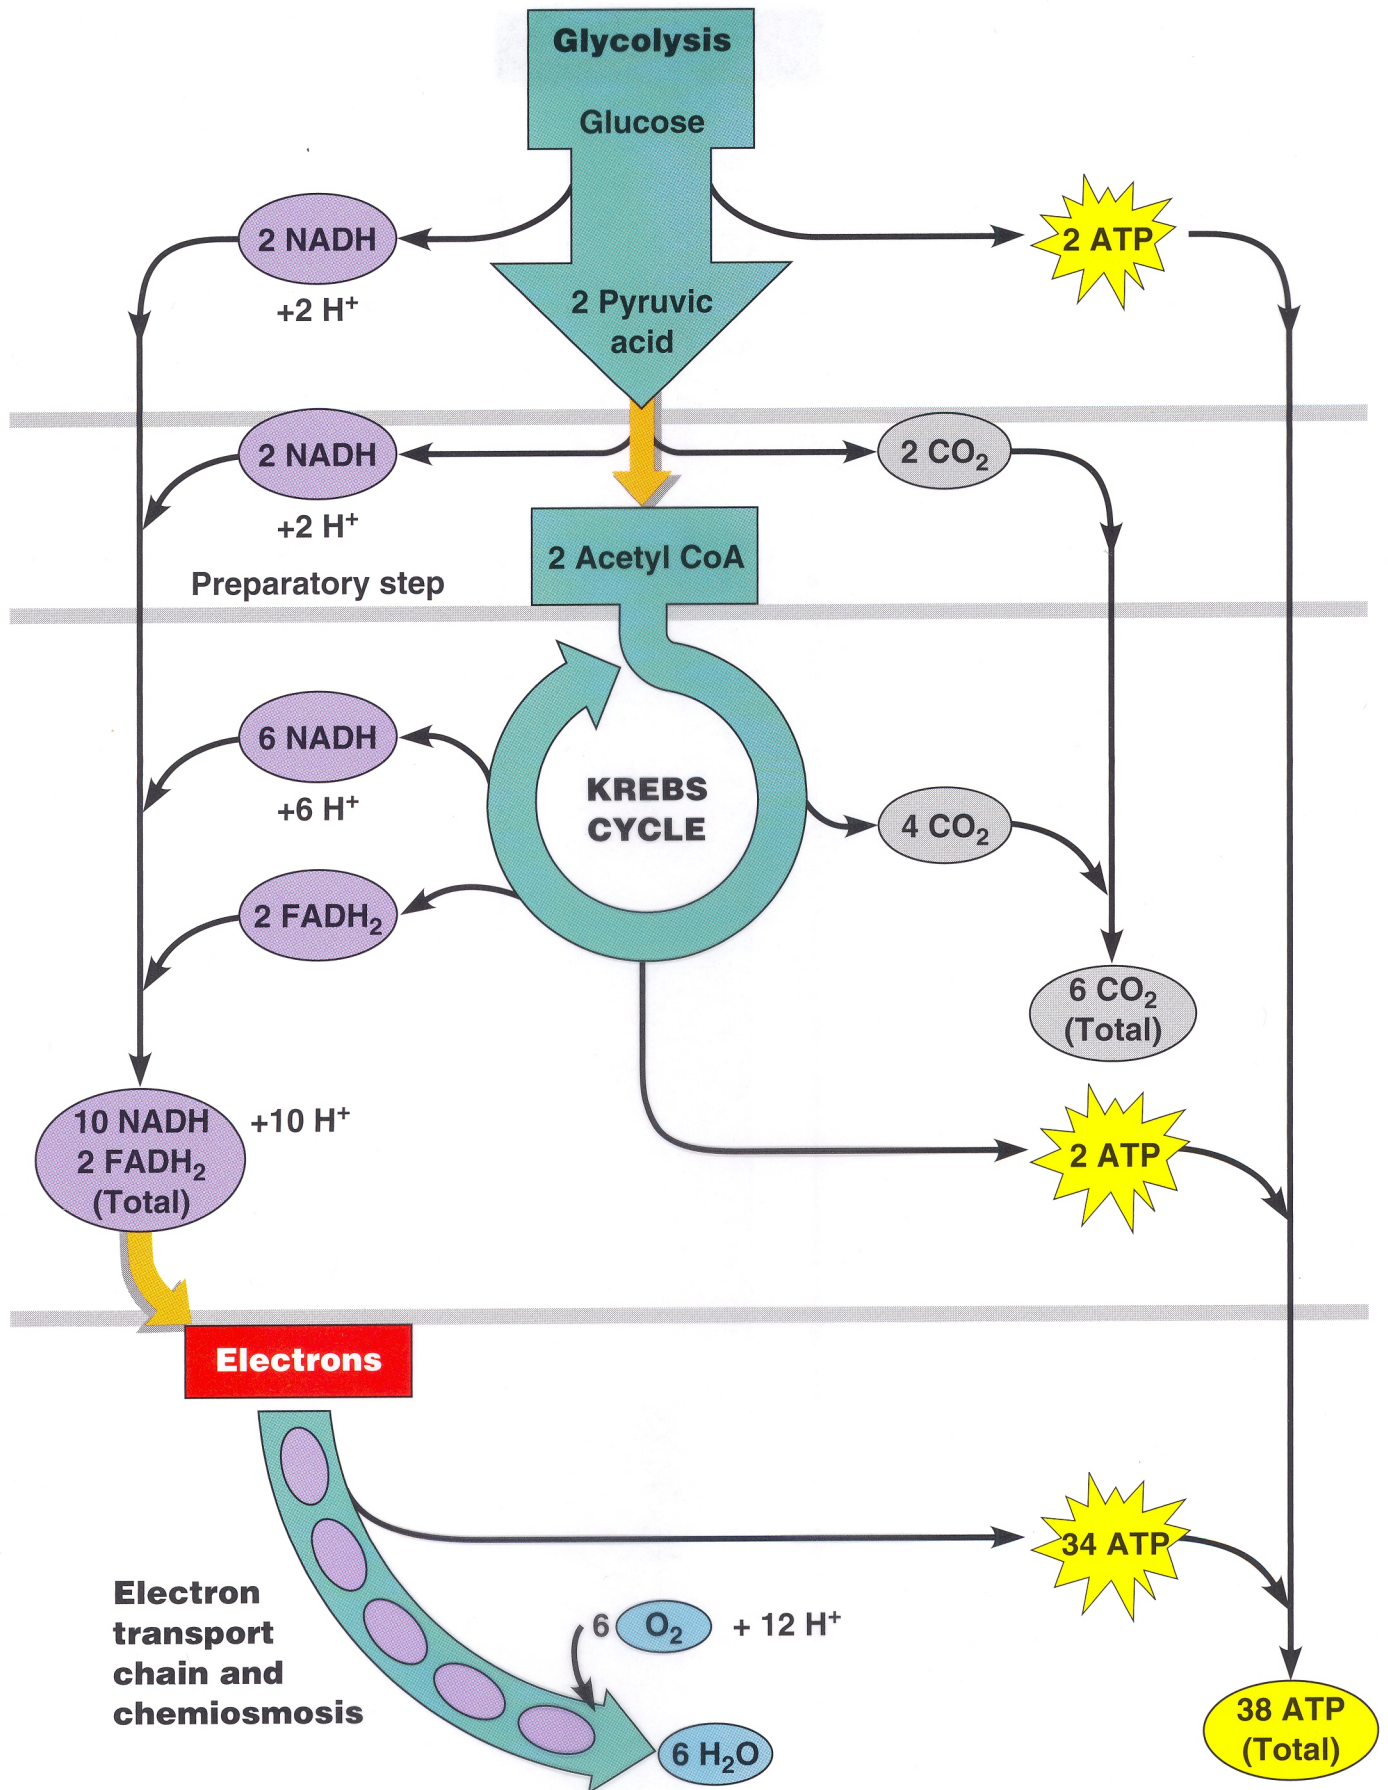 Glycolysis
Glucose
2 NADH
+2 H⁺
2 ATP
2 Pyruvic
acid
2 NADH
+2 H⁺
2 CO₂
2 Acetyl CoA
Preparatory step
6 NADH
+6 H⁺
KREBS
CYCLE
4 CO₂
2 FADH₂
6 CO₂
(Total)
10 NADH
2 FADH₂
(Total)
+10 H⁺
2 ATP
Electrons
34 ATP
Electron
transport
chain and
chemiosmosis
6 O₂ + 12 H⁺
6 H₂O
38 ATP
(Total)